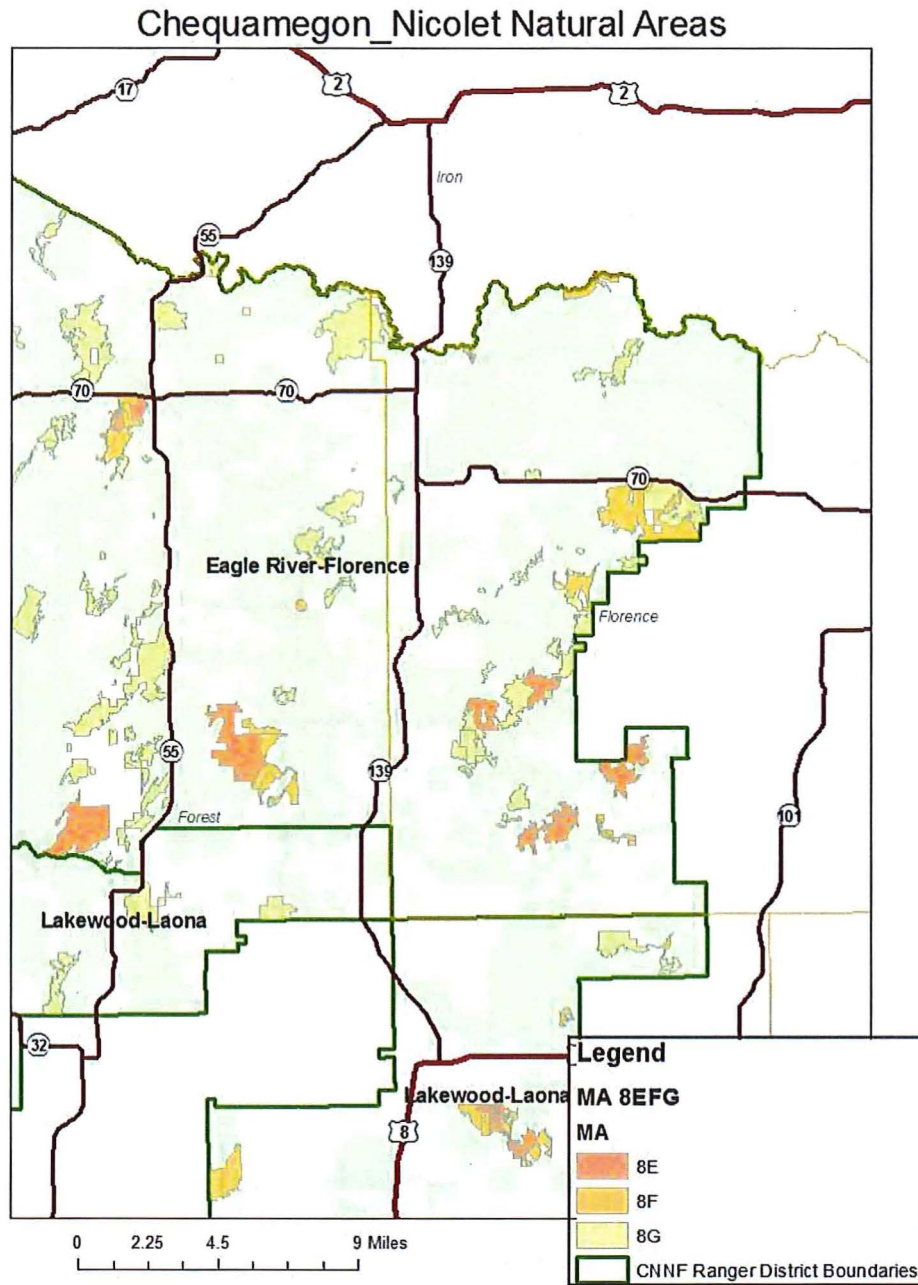 Chequamegon_Nicolet Natural Areas
17
2
2
Iron
55
139
70
70
70
Eagle River-Florence
Florence
55
139
Forest
101
Lakewood-Laona
32
Lakewood-Laona
8
Legend
MA 8EFG
MA
8E
8F
8G
CNNF Ranger District Boundaries
0 2.25 4.5 9 Miles